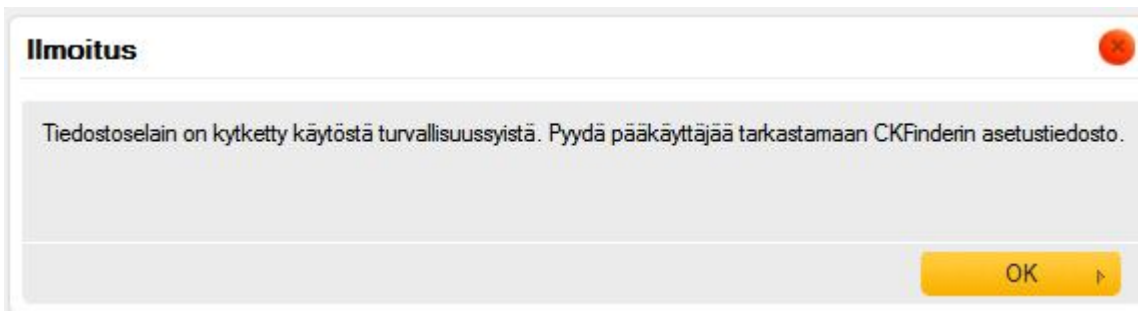 Ilmoitus
Tiedostoselain on kytketty käytöstä turvallisuussyistä. Pyydä pääkäyttäjää tarkastamaan CKFinderin asetustiedosto.
OK